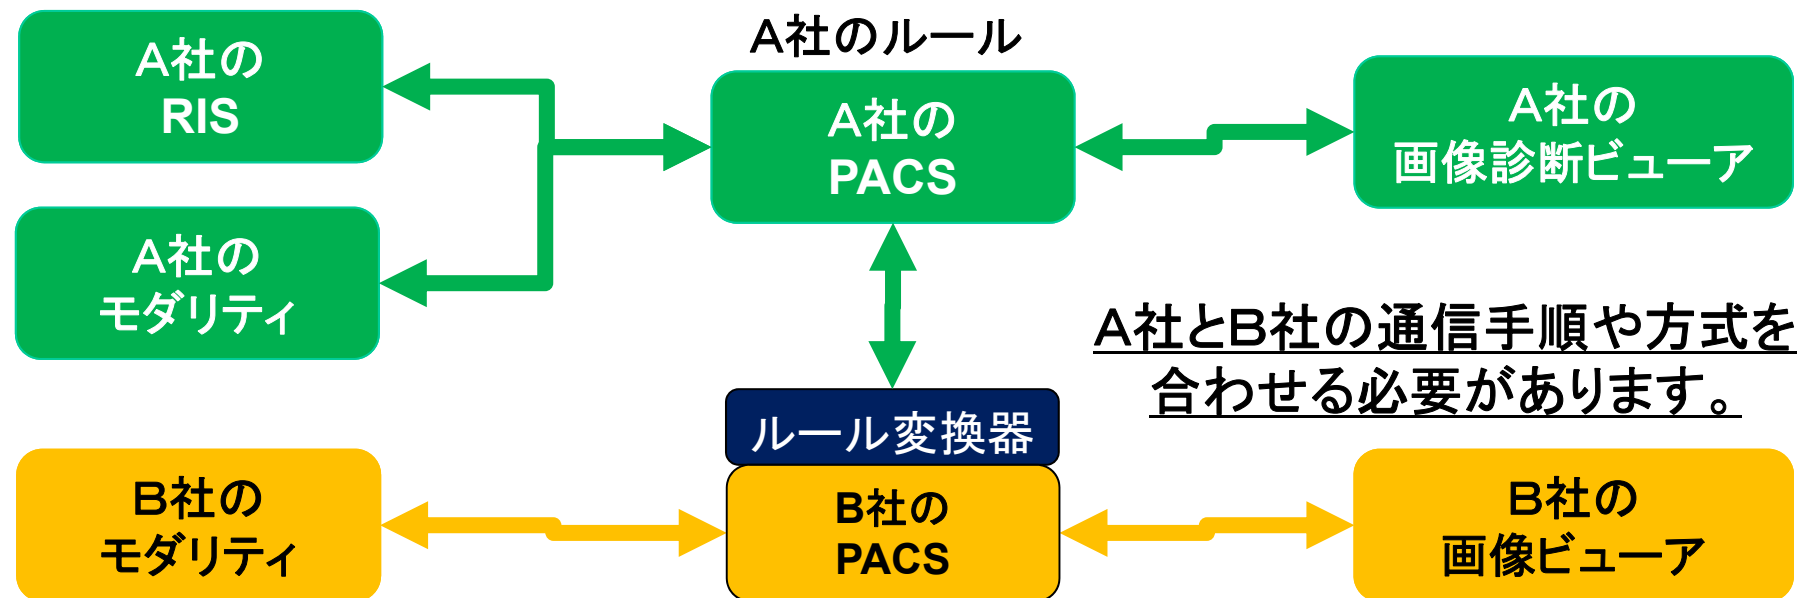 A社のルール
A社の
RIS
A社の
PACS
A社の
画像診断ビューア
A社の
モダリティ
A社とB社の通信手順や方式を
合わせる必要があります。
ルール変換器
B社の
モダリティ
B社の
PACS
B社の
画像ビューア